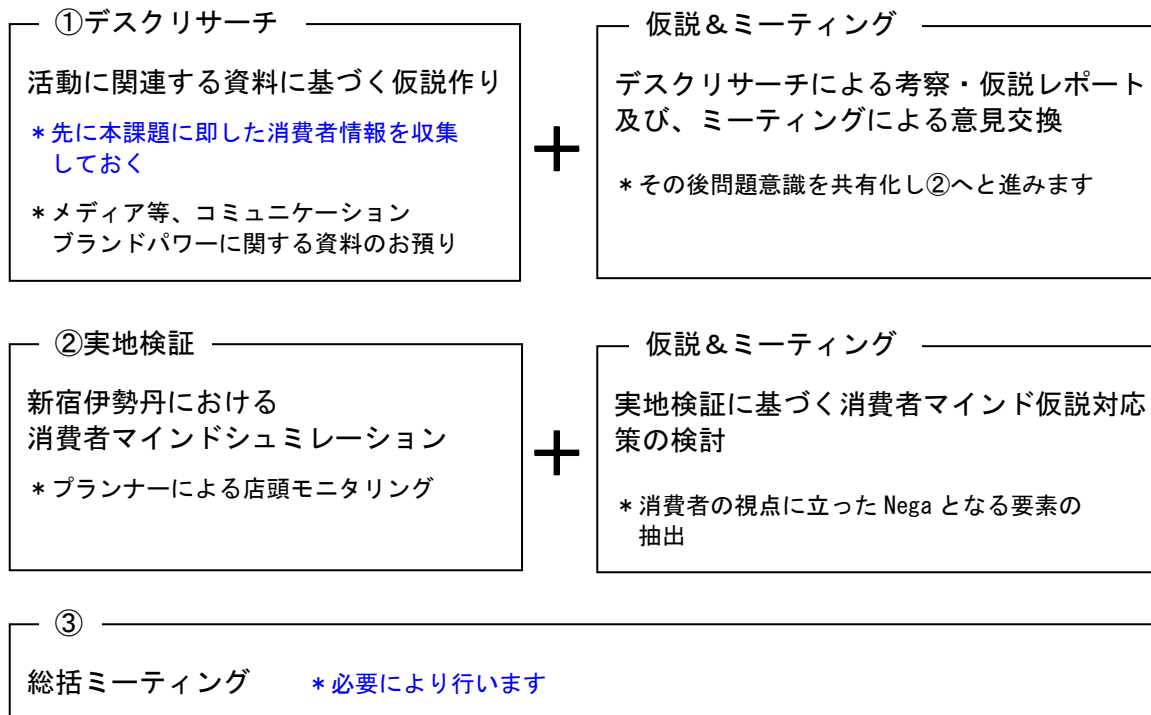 ①デスクリサーチ
活動に関連する資料に基づく仮説作り
＊先に本課題に即した消費者情報を収集
しておく
＊メディア等、コミュニケーション
ブランドパワーに関する資料のお預り
＋
仮説＆ミーティング
デスクリサーチによる考察・仮説レポート
及び、ミーティングによる意見交換
＊その後問題意識を共有化し②へと進みます
②実地検証
新宿伊勢丹における
消費者マインドシュミレーション
＊プランナーによる店頭モニタリング
＋
仮説＆ミーティング
実地検証に基づく消費者マインド仮説対応
策の検討
＊消費者の視点に立った Nega となる要素の
抽出
③
総括ミーティング　＊必要により行います